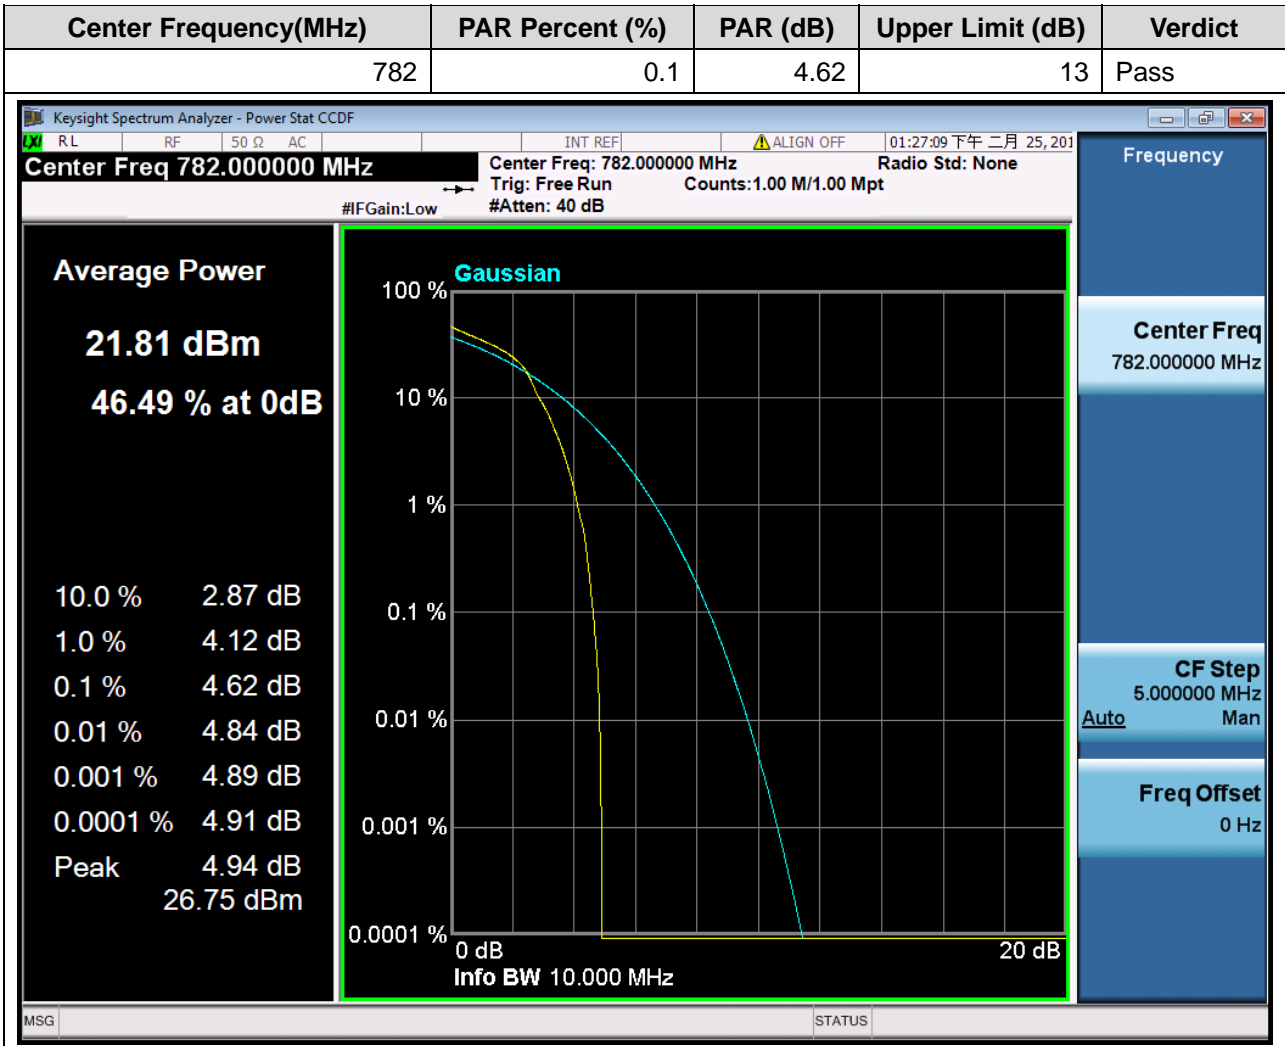 Center Frequency(MHz) PAR Percent (%) PAR (dB) Upper Limit (dB) Verdict
782 0.1 4.62 13 Pass
Keysight Spectrum Analyzer - Power Stat CCDF
LXI RL RF 50 Ω AC INT REF ALIGN OFF 01:27:09 下午 二月 25, 201
Center Freq 782.000000 MHz
Center Freq: 782.000000 MHz Radio Std: None
Trig: Free Run Counts:1.00 M/1.00 Mpt
#IFGain:Low #Atten: 40 dB
Frequency
Average Power
21.81 dBm
46.49 % at 0dB
10.0 % 2.87 dB
1.0 % 4.12 dB
0.1 % 4.62 dB
0.01 % 4.84 dB
0.001 % 4.89 dB
0.0001 % 4.91 dB
Peak 4.94 dB
26.75 dBm
Gaussian
100 %
10 %
1 %
0.1 %
0.01 %
0.001 %
0.0001 %
0 dB 20 dB
Info BW 10.000 MHz
Center Freq
782.000000 MHz
CF Step
5.000000 MHz
Auto Man
Freq Offset
0 Hz
MSG STATUS